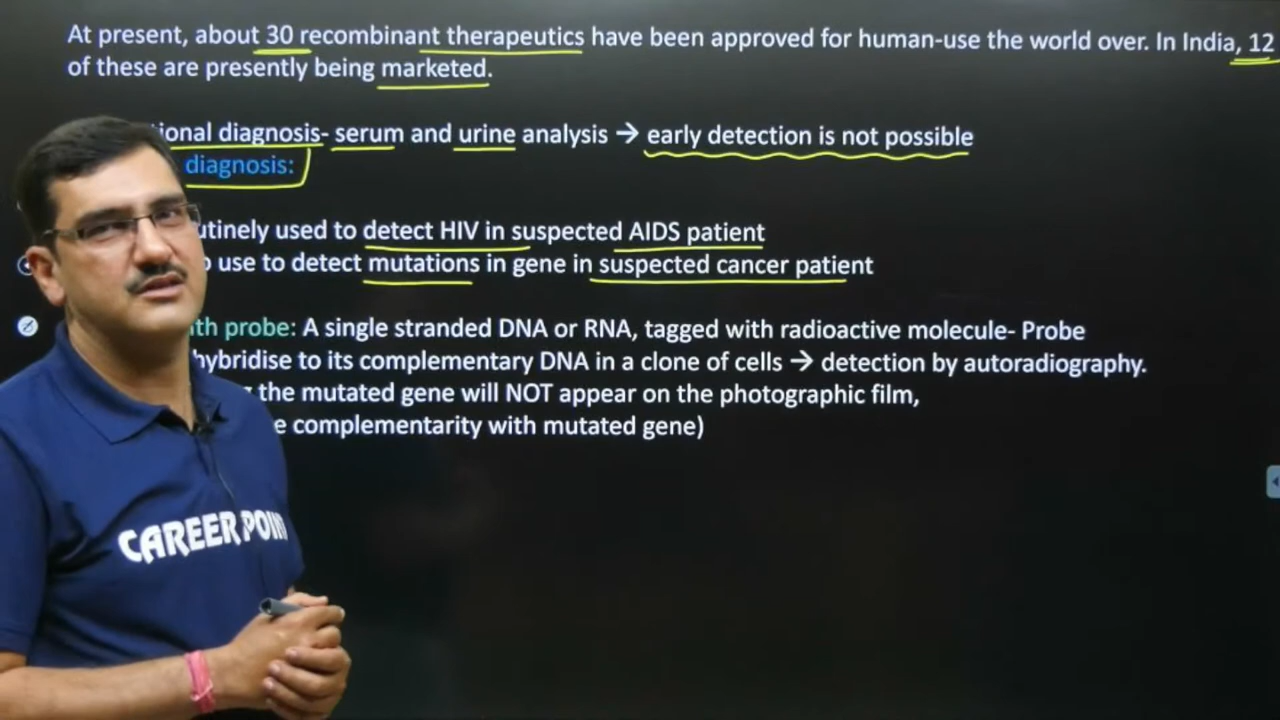 At present, about 30 recombinant therapeutics have been approved for human-use the world over. In India, 12
of these are presently being marketed.
diagnosis- serum and urine analysis → early detection is not possible
diagnosis:
used to detect HIV in suspected AIDS patient
use to detect mutations in gene in suspected cancer patient
probe: A single stranded DNA or RNA, tagged with radioactive molecule- Probe
hybridise to its complementary DNA in a clone of cells → detection by autoradiography.
the mutated gene will NOT appear on the photographic film,
complementarity with mutated gene)
CAREER POINT